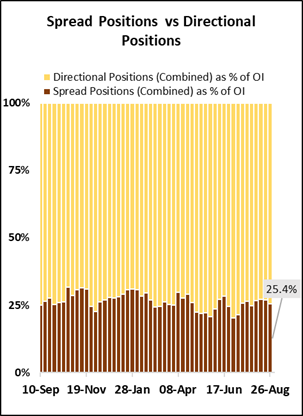 Spread Positions vs Directional
Positions
Directional Positions (Combined) as % of OI
Spread Positions (Combined) as % of OI
100%
75%
50%
25%
0%
25.4%
10-Sep 19-Nov 28-Jan 08-Apr 17-Jun 26-Aug